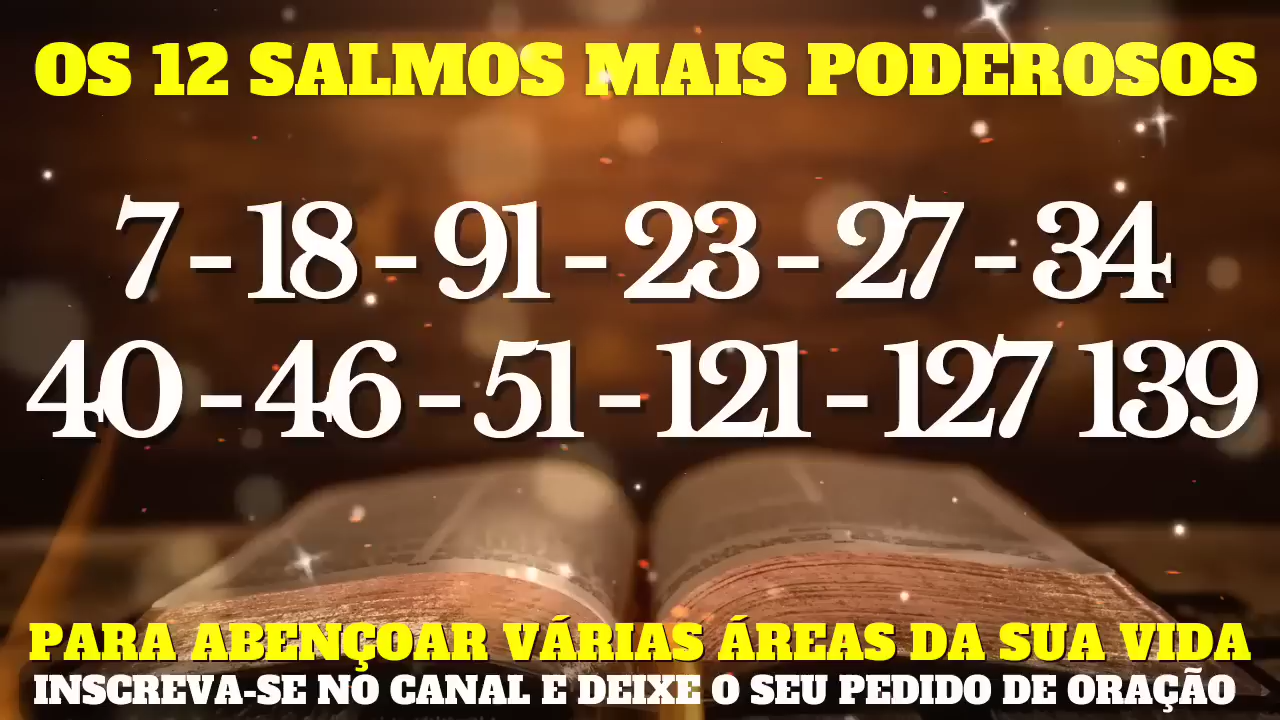 OS 12 SALMOS MAIS PODEROSOS
7 - 18 - 91 - 23 - 27 - 34
40 - 46 - 51 - 121 - 127 139
PARA ABENÇOAR VÁRIAS ÁREAS DA SUA VIDA
INSCREVA-SE NO CANAL E DEIXE O SEU PEDIDO DE ORAÇÃO